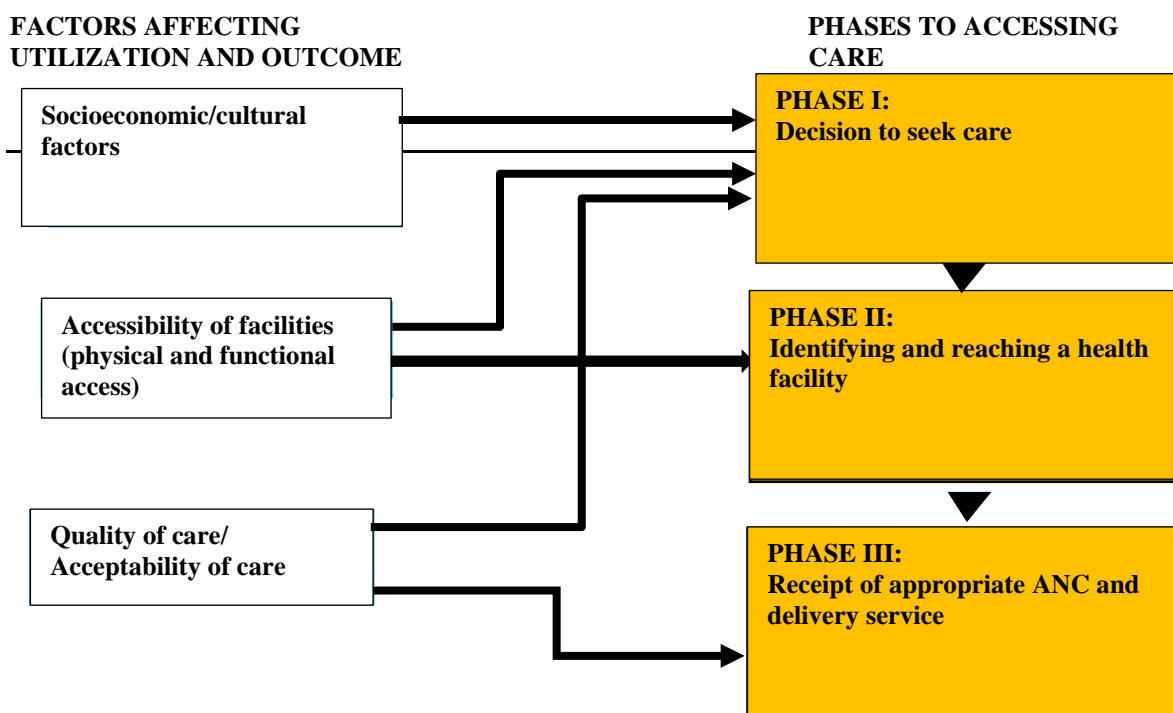 FACTORS AFFECTING
UTILIZATION AND OUTCOME
PHASES TO ACCESSING
CARE
Socioeconomic/cultural
factors
PHASE I:
Decision to seek care
Accessibility of facilities
(physical and functional
access)
PHASE II:
Identifying and reaching a health
facility
Quality of care/
Acceptability of care
PHASE III:
Receipt of appropriate ANC and
delivery service